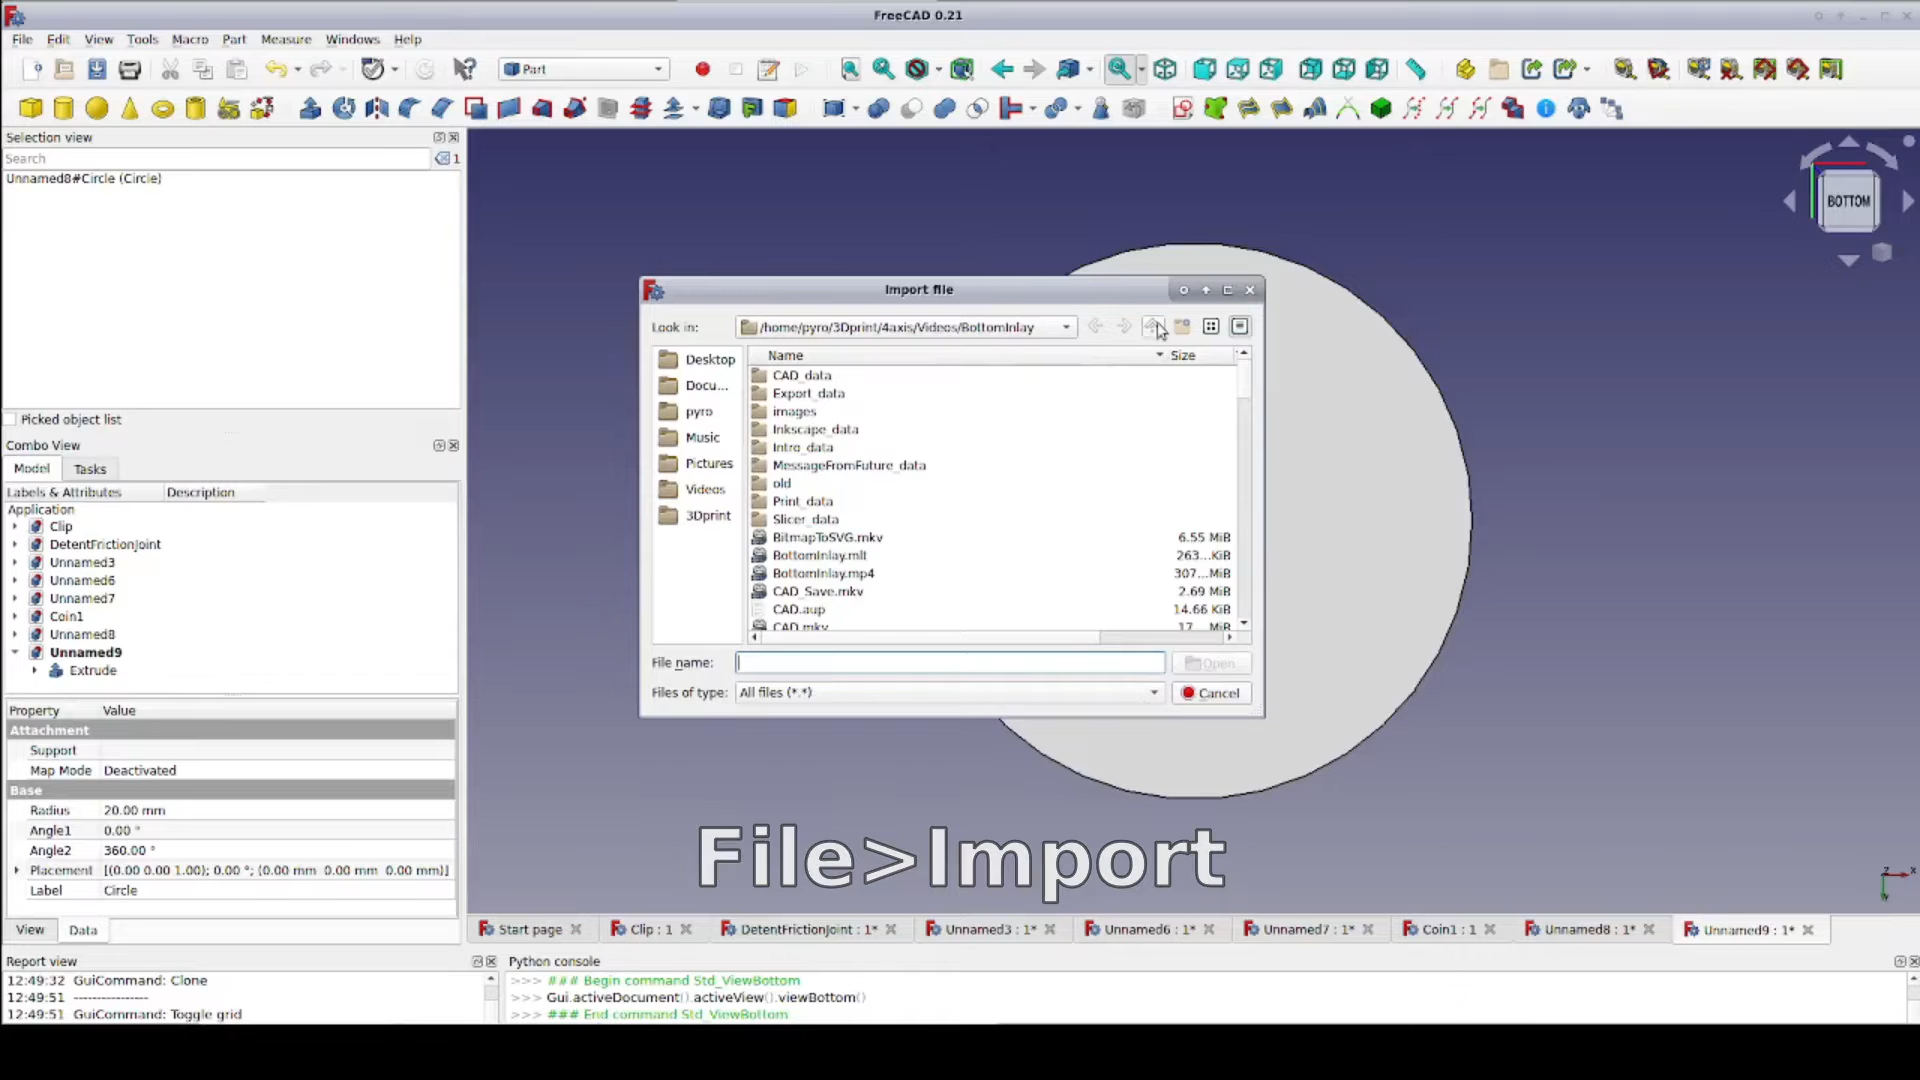 FreeCAD 0.21
File Edit View Tools Macro Part Measure Windows Help
Part
Selection view
Search
1
Unnamed8#Circle (Circle)
Picked object list
Combo View
Model Tasks
Labels & Attributes Description
Application
Clip
DetentFrictionJoint
Unnamed3
Unnamed6
Unnamed7
Coin1
Unnamed8
Unnamed9
Extrude
Property Value
Attachment
Support
Map Mode Deactivated
Base
Radius 20.00 mm
Angle1 0.00 °
Angle2 360.00 °
Placement [(0.00 0.00 1.00); 0.00 °; (0.00 mm 0.00 mm 0.00 mm)]
Label Circle
View Data
BOTTOM
Import file
Look in: /home/pyro/3Dprint/4axis/Videos/BottomInlay
Desktop
Docu...
pyro
Music
Pictures
Videos
3Dprint
Name Size
CAD_data
Export_data
images
Inkscape_data
Intro_data
MessageFromFuture_data
old
Print_data
Slicer_data
BitmapToSVG.mkv 6.55 MiB
BottomInlay.mlt 263...KiB
BottomInlay.mp4 307...MiB
CAD_Save.mkv 2.69 MiB
CAD.aup 14.66 KiB
CAD.mkv 17... MiB
File name: Open
Files of type: All files (*.*) Cancel
File>Import
Z X
Start page Clip : 1 DetentFrictionJoint : 1* Unnamed3 : 1* Unnamed6 : 1* Unnamed7 : 1* Coin1 : 1 Unnamed8 : 1* Unnamed9 : 1*
Report view
12:49:32 GuiCommand: Clone
12:49:51 ----------------
12:49:51 GuiCommand: Toggle grid
Python console
>>> ### Begin command Std_ViewBottom
>>> Gui.activeDocument().activeView().viewBottom()
>>> ### End command Std_ViewBottom